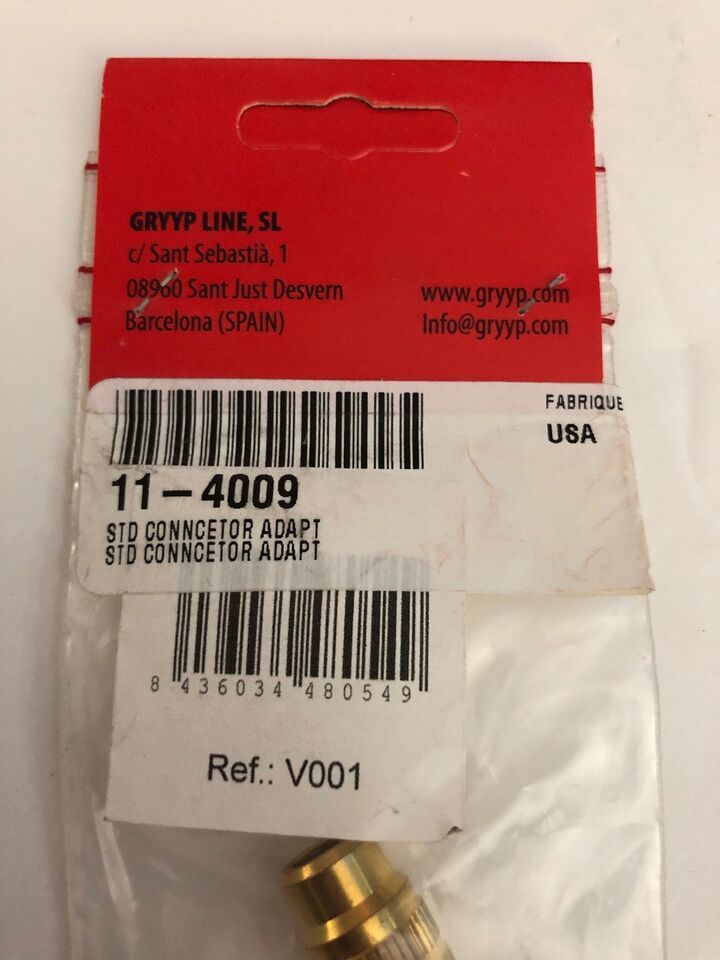 GRYYP LINE, SL
c/ Sant Sebastià, 1
08960 Sant Just Desvern
Barcelona (SPAIN)
www.gryyp.com
Info@gryyp.com
FABRIQUE
USA
11-4009
STD CONNCETOR ADAPT
STD CONNCETOR ADAPT
8 436034 480549
Ref.: V001